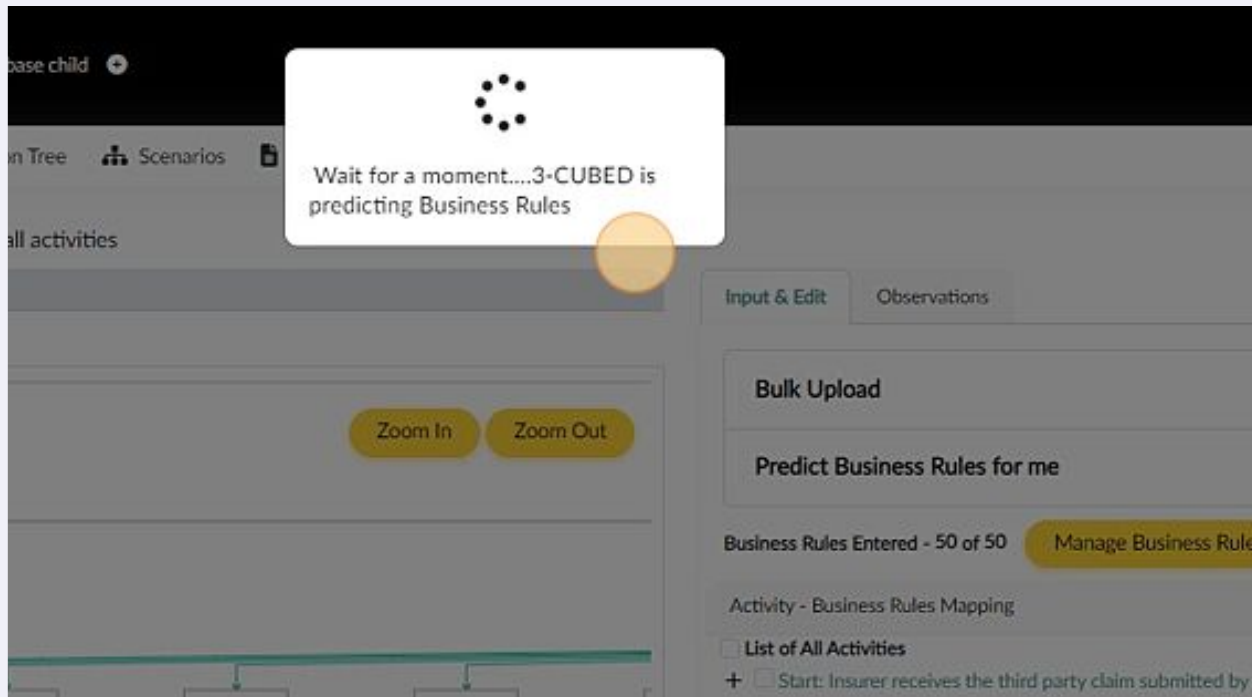 base child
Wait for a moment....3-CUBED is
predicting Business Rules
on Tree Scenarios
all activities
Input & Edit Observations
Bulk Upload
Zoom In Zoom Out
Predict Business Rules for me
Business Rules Entered - 50 of 50 Manage Business Rule
Activity - Business Rules Mapping
List of All Activities
+ Start: Insurer receives the third party claim submitted by